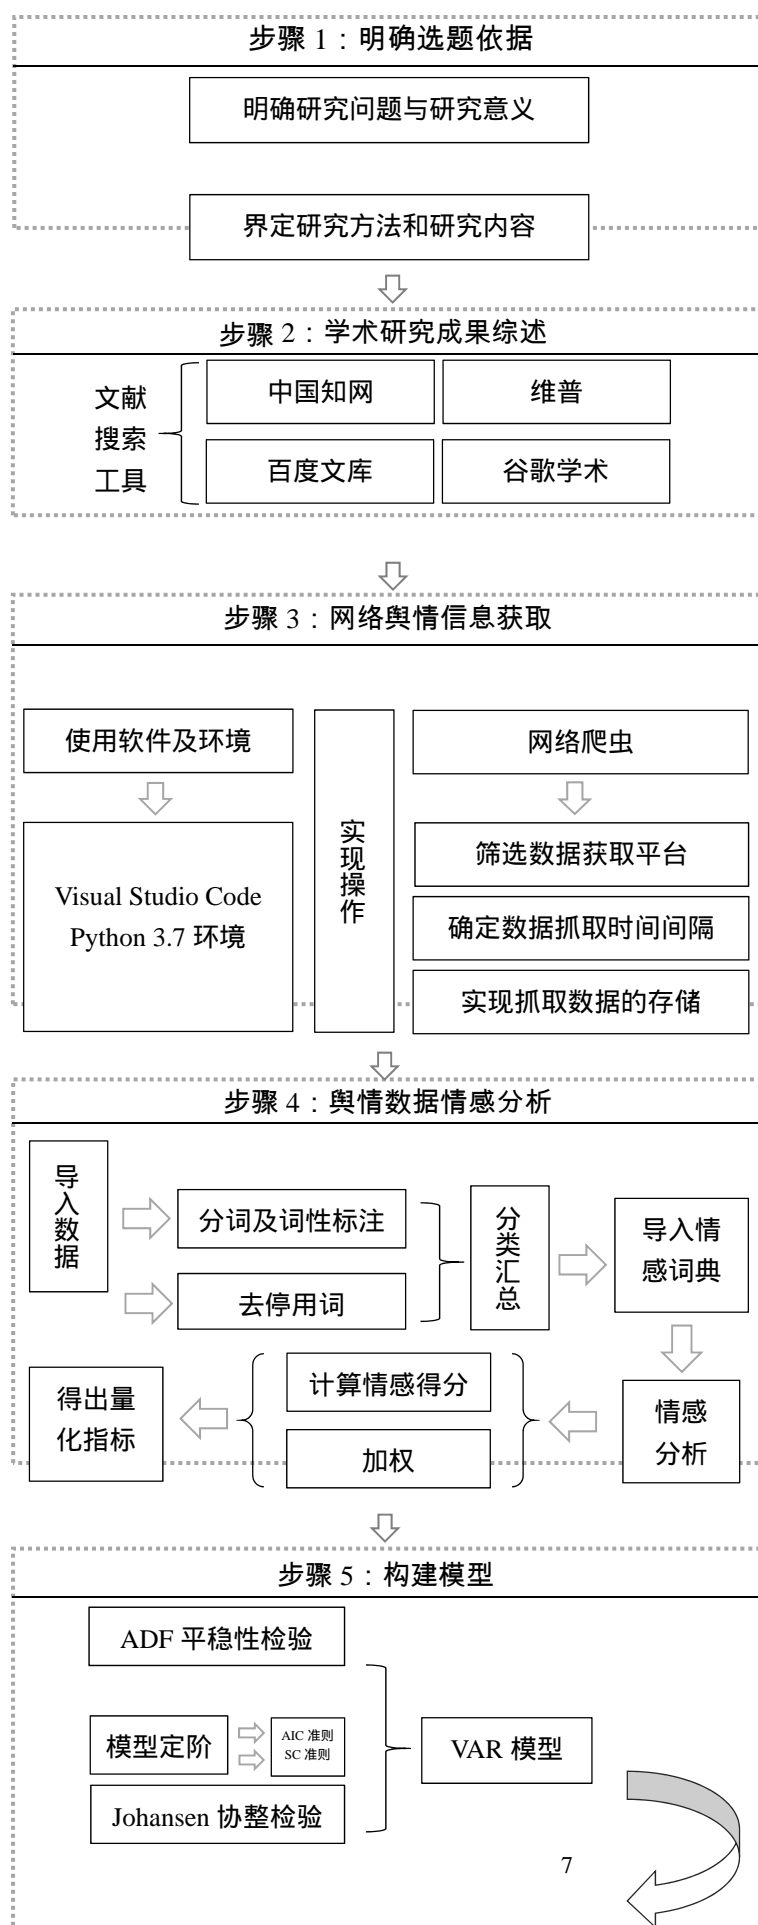 步骤 1：明确选题依据
明确研究问题与研究意义
界定研究方法和研究内容
步骤 2：学术研究成果综述
文献
搜索
工具
中国知网
维普
百度文库
谷歌学术
步骤 3：网络舆情信息获取
使用软件及环境
Visual Studio Code
Python 3.7 环境
实现操作
网络爬虫
筛选数据获取平台
确定数据抓取时间间隔
实现抓取数据的存储
步骤 4：舆情数据情感分析
导入数据
分词及词性标注
去停用词
分类汇总
导入情
感词典
情感
分析
计算情感得分
加权
得出量
化指标
步骤 5：构建模型
ADF 平稳性检验
模型定阶
AIC 准则
SC 准则
Johansen 协整检验
VAR 模型
7